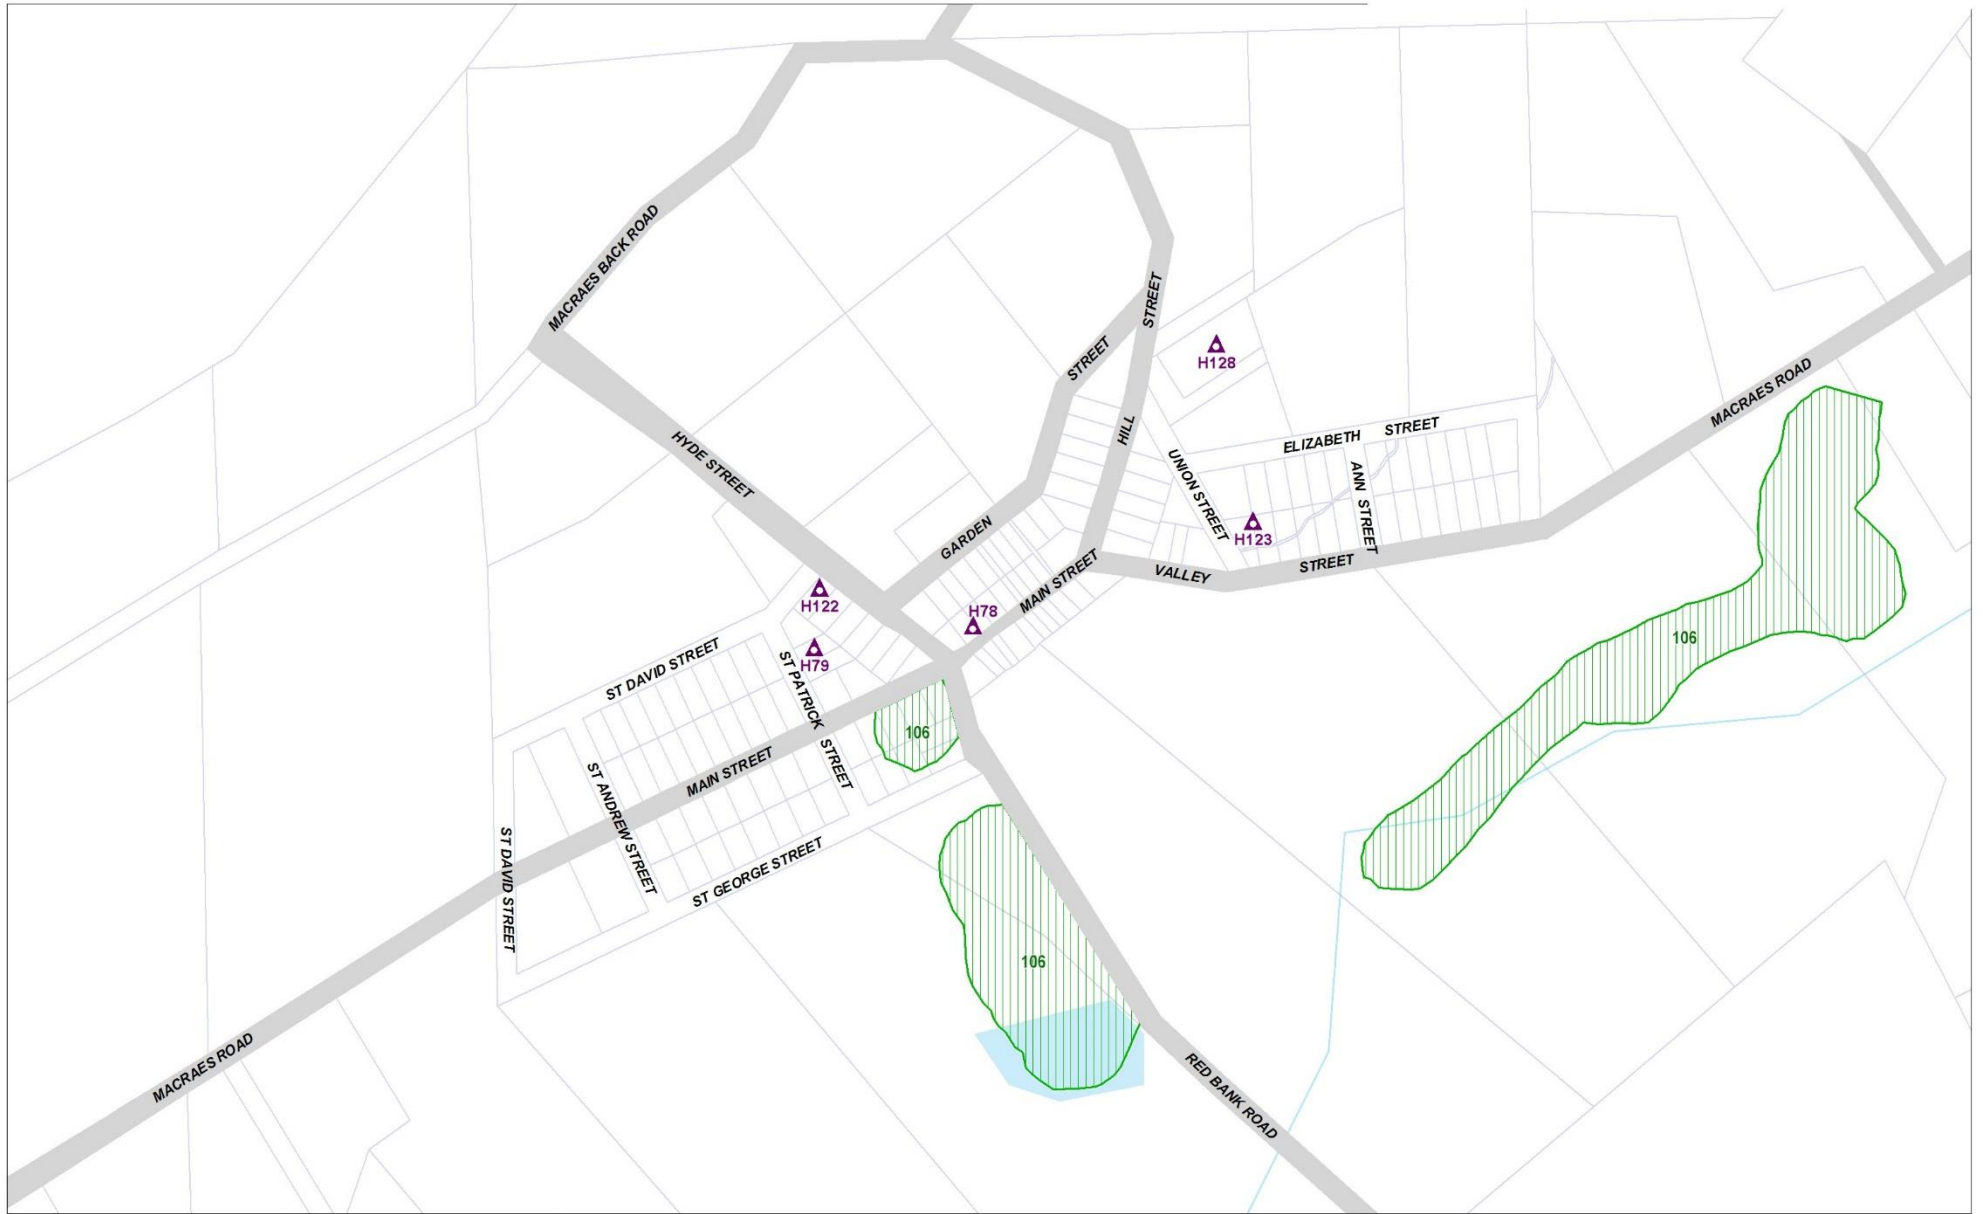 MACRAES BACK ROAD
STREET
STREET
H128
MACRAES ROAD
HILL
HYDE STREET
ELIZABETH STREET
UNION STREET
ANN STREET
GARDEN
H123
MAIN STREET
VALLEY STREET
H122
H78
106
ST DAVID STREET
H79
ST PATRICK STREET
106
MAIN STREET
ST ANDREW STREET
ST DAVID STREET
ST GEORGE STREET
106
MACRAES ROAD
RED BANK ROAD